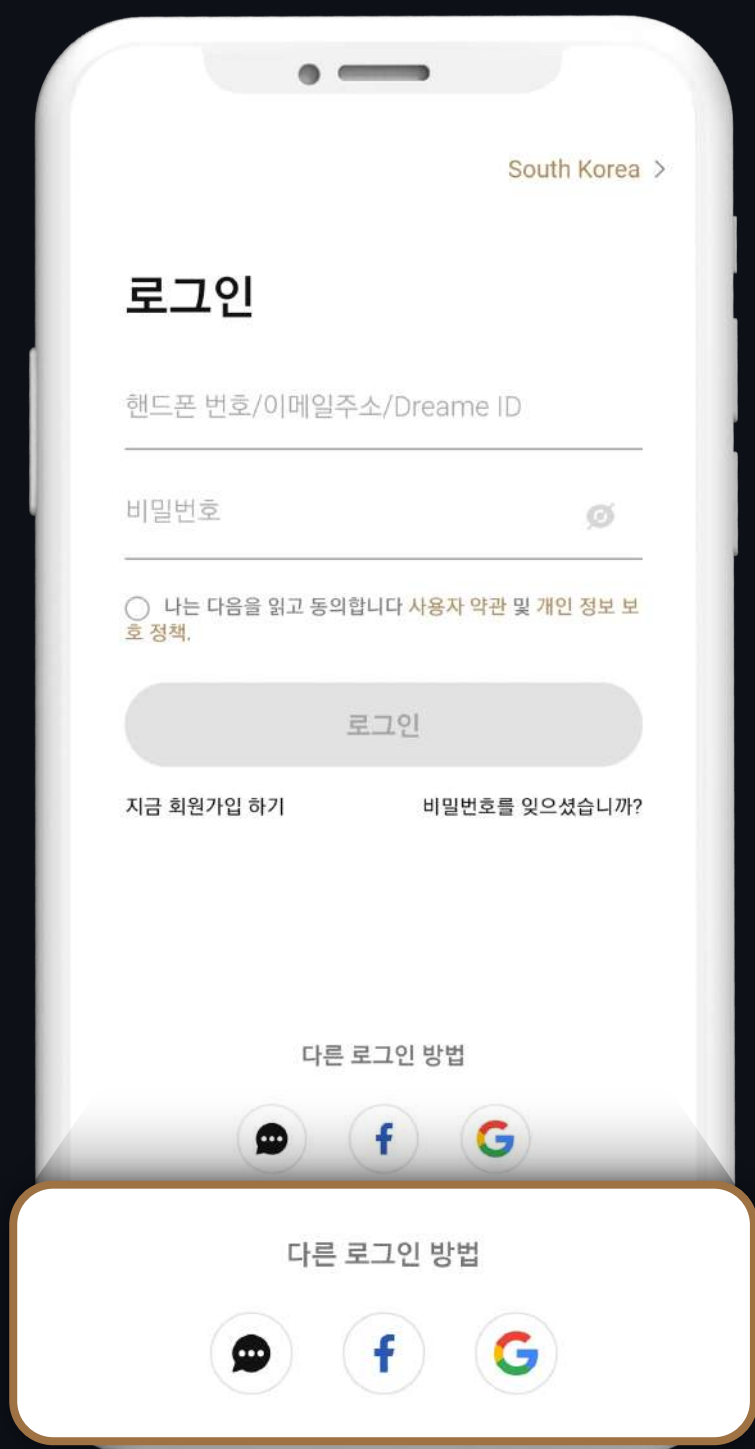 South Korea >
로그인
핸드폰 번호/이메일주소/Dreame ID
비밀번호
나는 다음을 읽고 동의합니다 사용자 약관 및 개인 정보 보
호 정책.
로그인
지금 회원가입 하기 비밀번호를 잊으셨습니까?
다른 로그인 방법
다른 로그인 방법